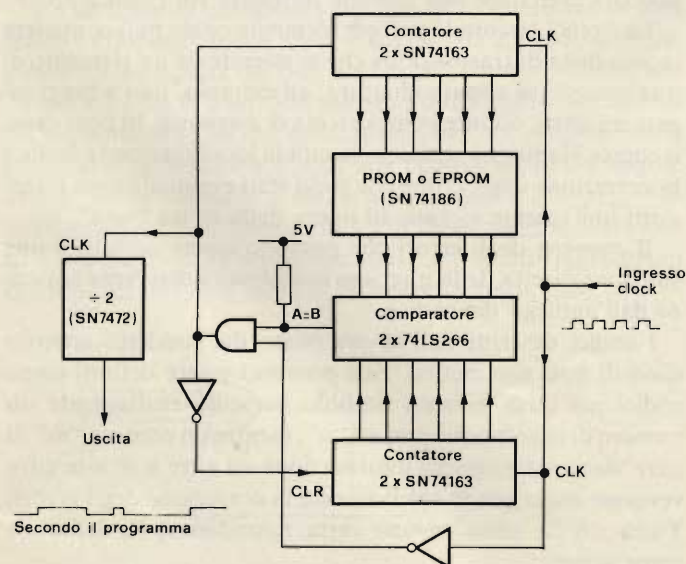 Contatore
2 x SN74163
CLK
PROM o EPROM
(SN74186)
5V
CLK
÷ 2
(SN7472)
A=B
Ingresso
clock
Comparatore
2 x 74LS266
Uscita
Contatore
2 x SN74163
CLR
CLK
Secondo il programma